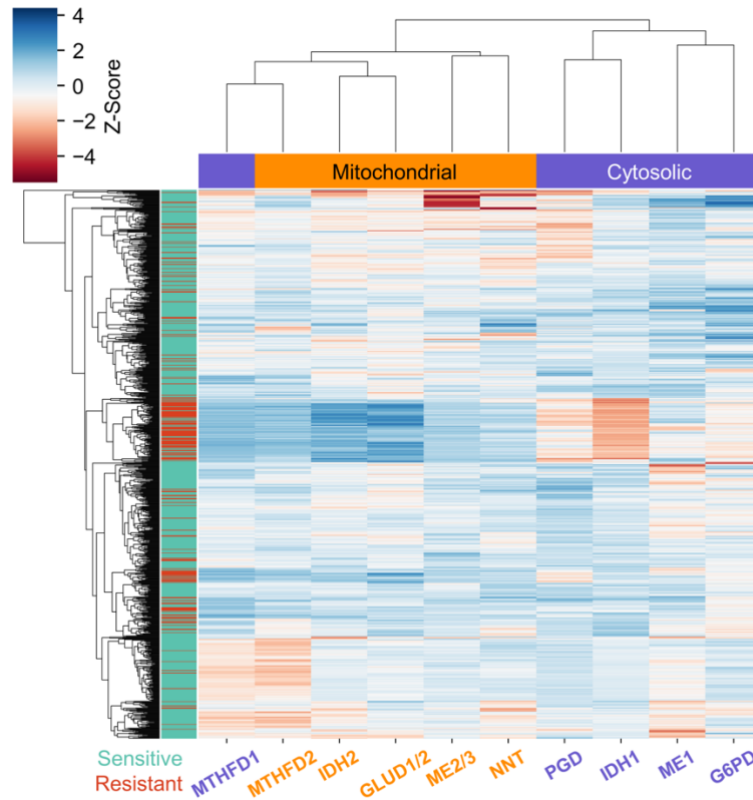 4
2
0
−2
−4
Z-Score
Mitochondrial Cytosolic
Sensitive
Resistant
MTHFD1 MTHFD2 IDH2 GLUD1/2 ME2/3 NNT PGD IDH1 ME1 G6PD